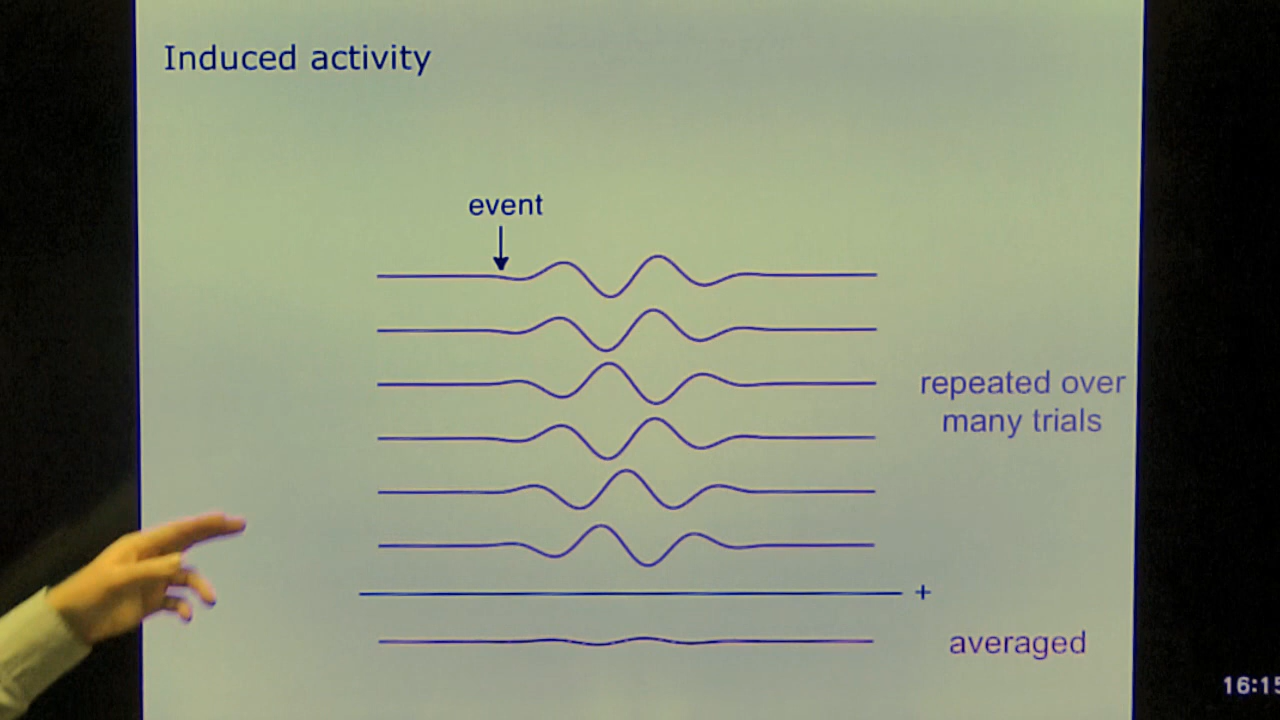 Induced activity
event
repeated over
many trials
+
averaged
16:15